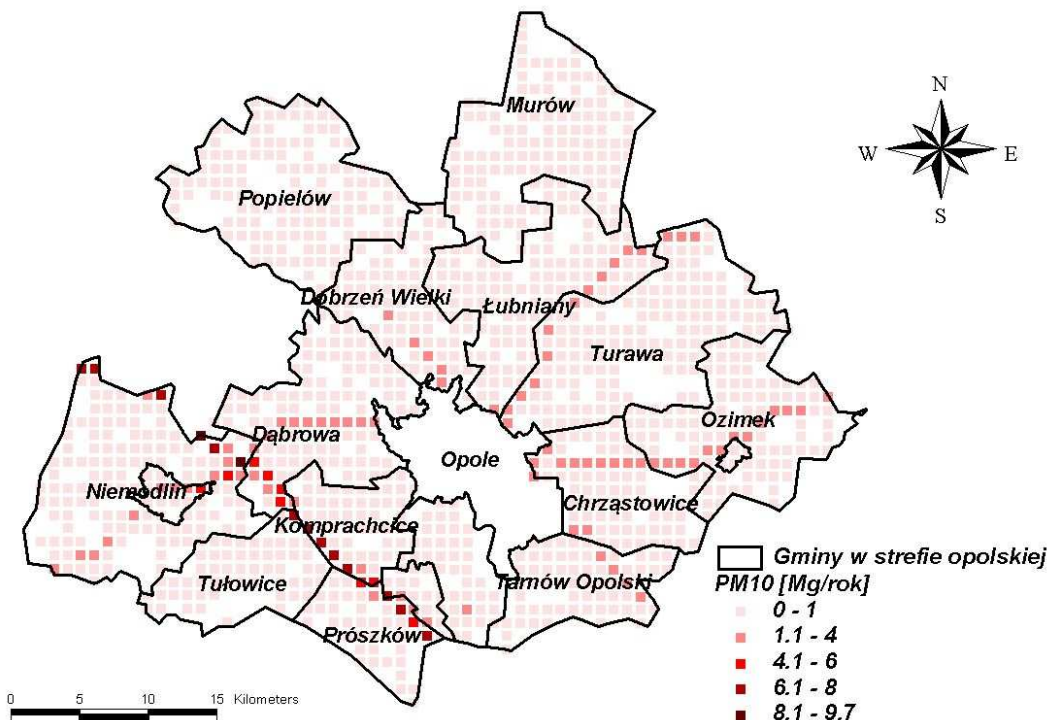 Murów
N
W
E
S
Popielów
Dobrzeń Wielki
Łubniany
Turawa
Ozimek
Dąbrowa
Opole
Niemodlin
Chrząstowice
Komprachcice
Gminy w strefie opolskiej
Tułowice
Tarnów Opolski
PM10 [Mg/rok]
0 - 1
1.1 - 4
Prószków
4.1 - 6
6.1 - 8
8.1 - 9.7
0 5 10 15 Kilometers